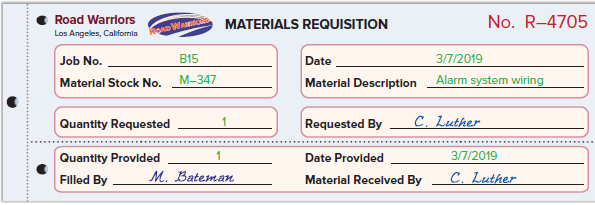 Road Warriors
Los Angeles, California
ROAD WARRIORS
MATERIALS REQUISITION
No. R–4705
Job No. B15
Date 3/7/2019
Material Stock No. M–347
Material Description Alarm system wiring
Quantity Requested 1
Requested By C. Luther
Quantity Provided 1
Date Provided 3/7/2019
Filled By M. Bateman
Material Received By C. Luther